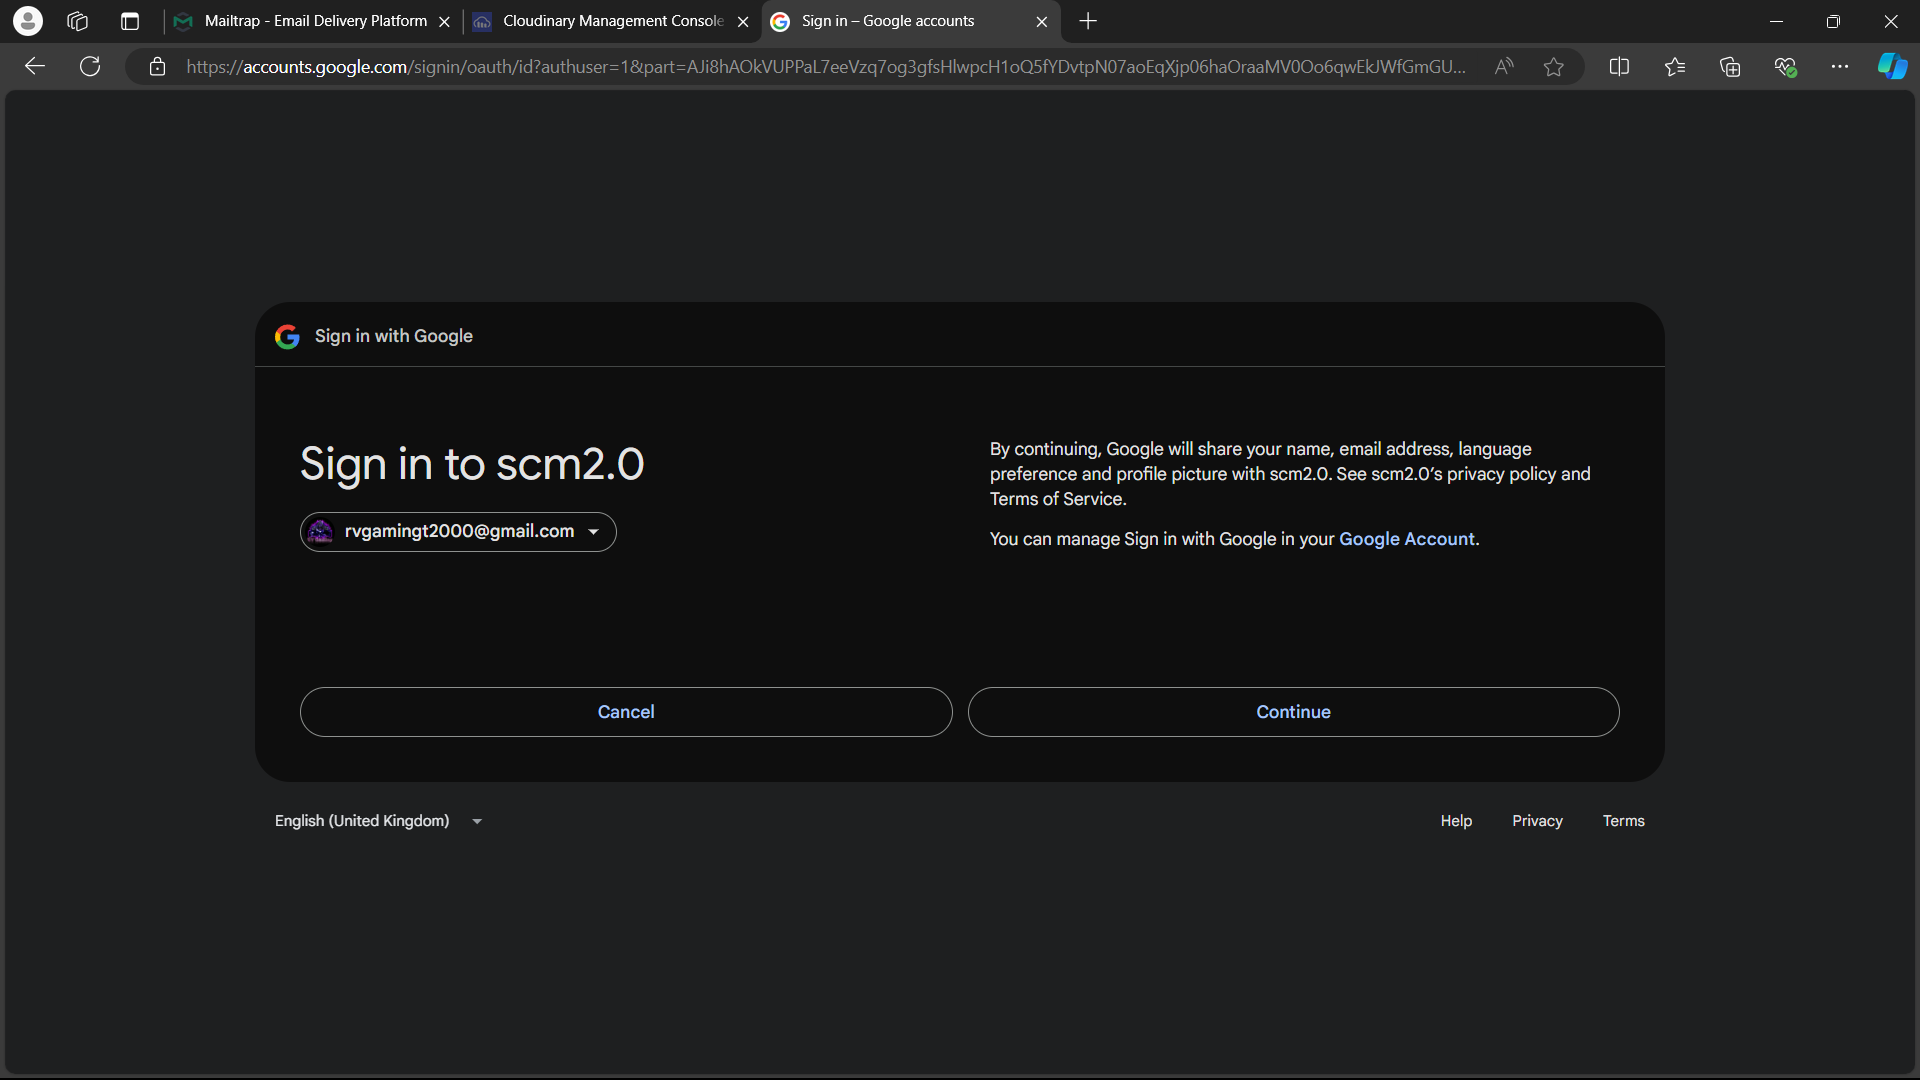 Mailtrap - Email Delivery Platform
Cloudinary Management Console
Sign in – Google accounts
https://accounts.google.com/signin/oauth/id?authuser=1&part=AJi8hAOkVUPPaL7eeVzq7og3gfsHlwpcH1oQ5fYDvtpN07aoEqXjp06haOraaMV0Oo6qwEkJWfGmGU...
Sign in with Google
Sign in to scm2.0
rvgamingt2000@gmail.com
By continuing, Google will share your name, email address, language
preference and profile picture with scm2.0. See scm2.0's privacy policy and
Terms of Service.
You can manage Sign in with Google in your Google Account.
Cancel
Continue
English (United Kingdom)
Help
Privacy
Terms